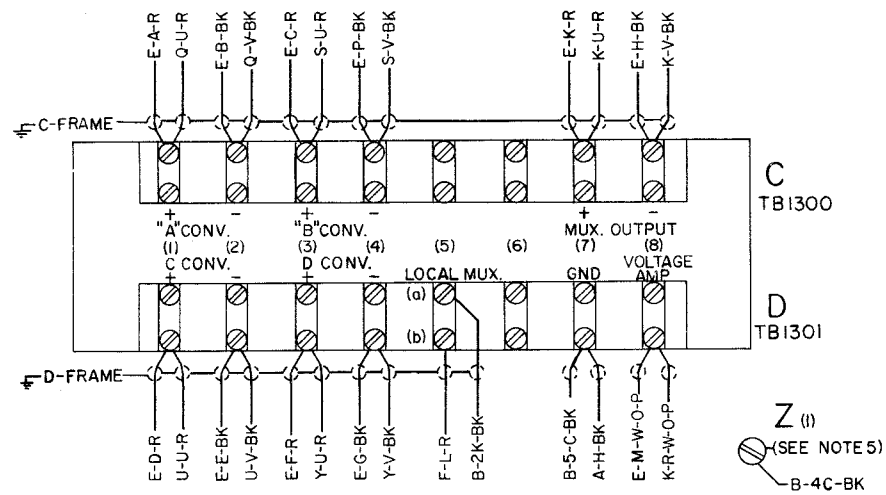 E-A-R
Q-U-R
E-B-BK
Q-V-BK
E-C-R
S-U-R
E-P-BK
S-V-BK
E-K-R
K-U-R
E-H-BK
K-V-BK
C-FRAME
C
TB1300
+ - + - + -
"A" CONV. "B" CONV. MUX. OUTPUT
(1) (2) (3) (4) (5) (6) (7) (8)
C CONV. D CONV. LOCAL MUX. GND VOLTAGE AMP
+ - + -
(a)
D
(b)
TB1301
D-FRAME
E-D-R
U-U-R
E-E-BK
U-V-BK
E-F-R
Y-U-R
E-G-BK
Y-V-BK
F-L-R
B-2K-BK
B-5-C-BK
A-H-BK
E-M-W-O-P
K-R-W-O-P
Z (1)
(SEE NOTE 5)
B-4C-BK